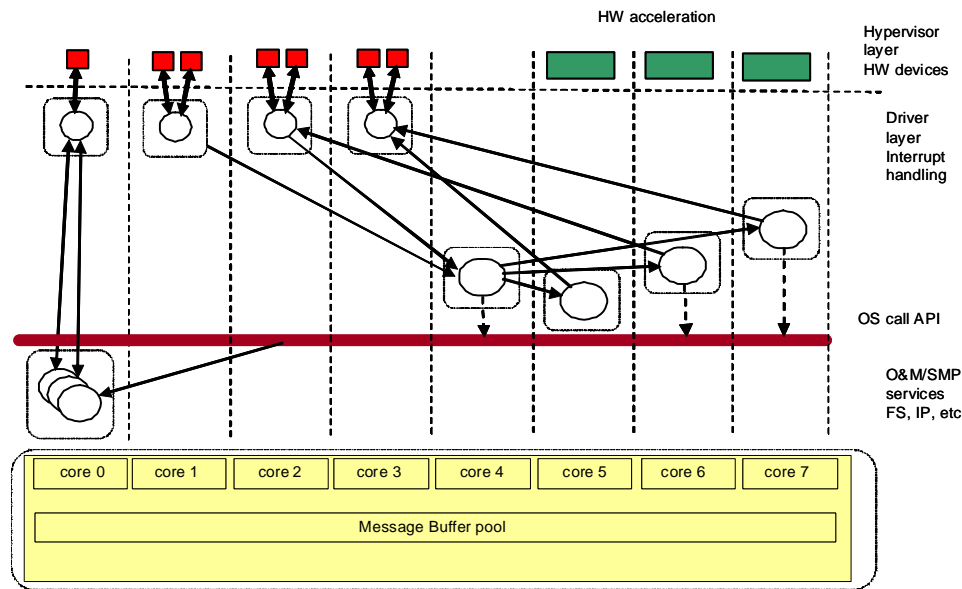 HW acceleration
Hypervisor
layer
HW devices
Driver
layer
Interrupt
handling
OS call API
O&M/SMP
services
FS, IP, etc
core 0
core 1
core 2
core 3
core 4
core 5
core 6
core 7
Message Buffer pool